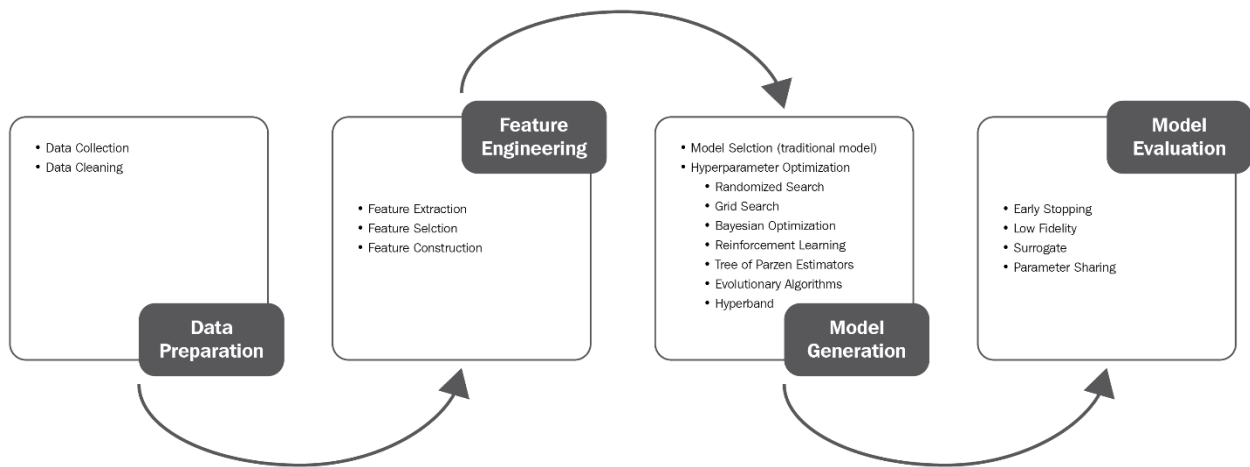 Data Collection
Data Cleaning
Data
Preparation
Feature
Engineering
Feature Extraction
Feature Selction
Feature Construction
Model Selction (traditional model)
Hyperparameter Optimization
Randomized Search
Grid Search
Bayesian Optimization
Reinforcement Learning
Tree of Parzen Estimators
Evolutionary Algorithms
Hyperband
Model
Generation
Model
Evaluation
Early Stopping
Low Fidelity
Surrogate
Parameter Sharing